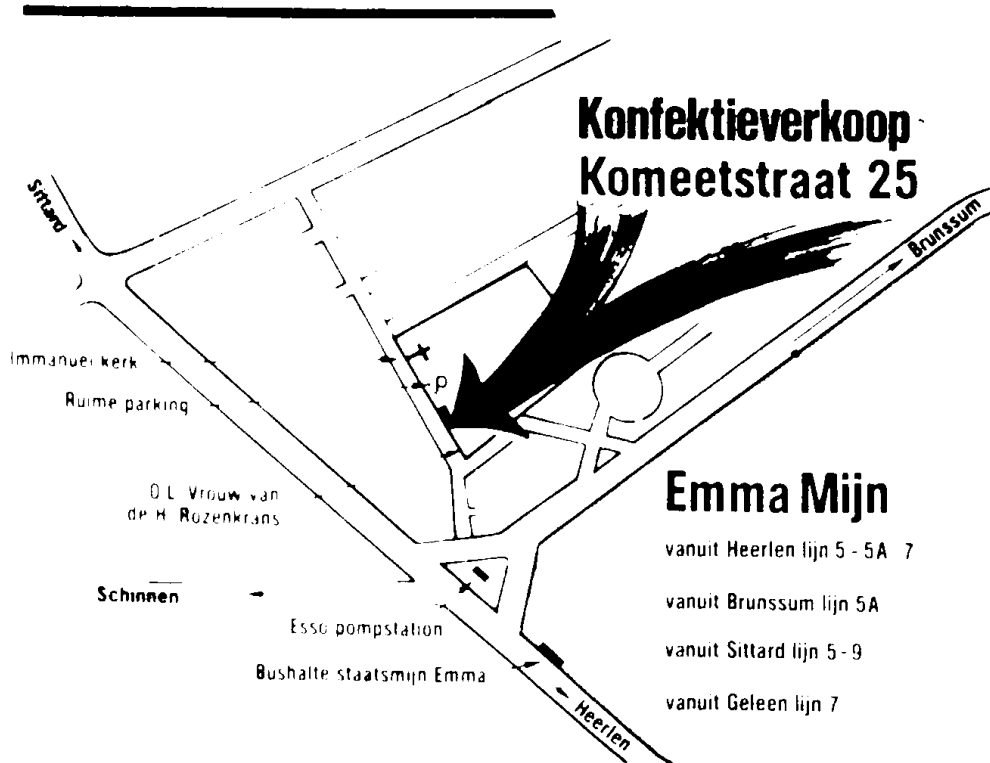 Konfektieverkoop
Komeetstraat 25
Sittard
Brunssum
Immanuel kerk
Ruime parking
p
O.L. Vrouw van
de H. Rozenkrans
Schinnen
Esso pompstation
Bushalte staatsmijn Emma
Heerlen
Emma Mijn
vanuit Heerlen lijn 5 - 5A 7
vanuit Brunssum lijn 5A
vanuit Sittard lijn 5 - 9
vanuit Geleen lijn 7